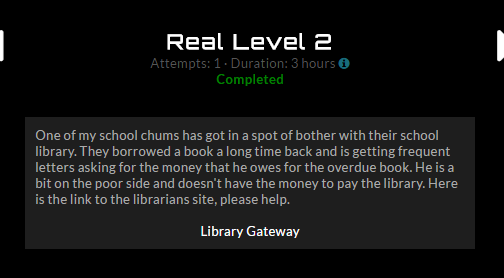 Real Level 2
Attempts: 1 · Duration: 3 hours
Completed
One of my school chums has got in a spot of bother with their school
library. They borrowed a book a long time back and is getting frequent
letters asking for the money that he owes for the overdue book. He is a
bit on the poor side and doesn't have the money to pay the library. Here
is the link to the librarians site, please help.
Library Gateway